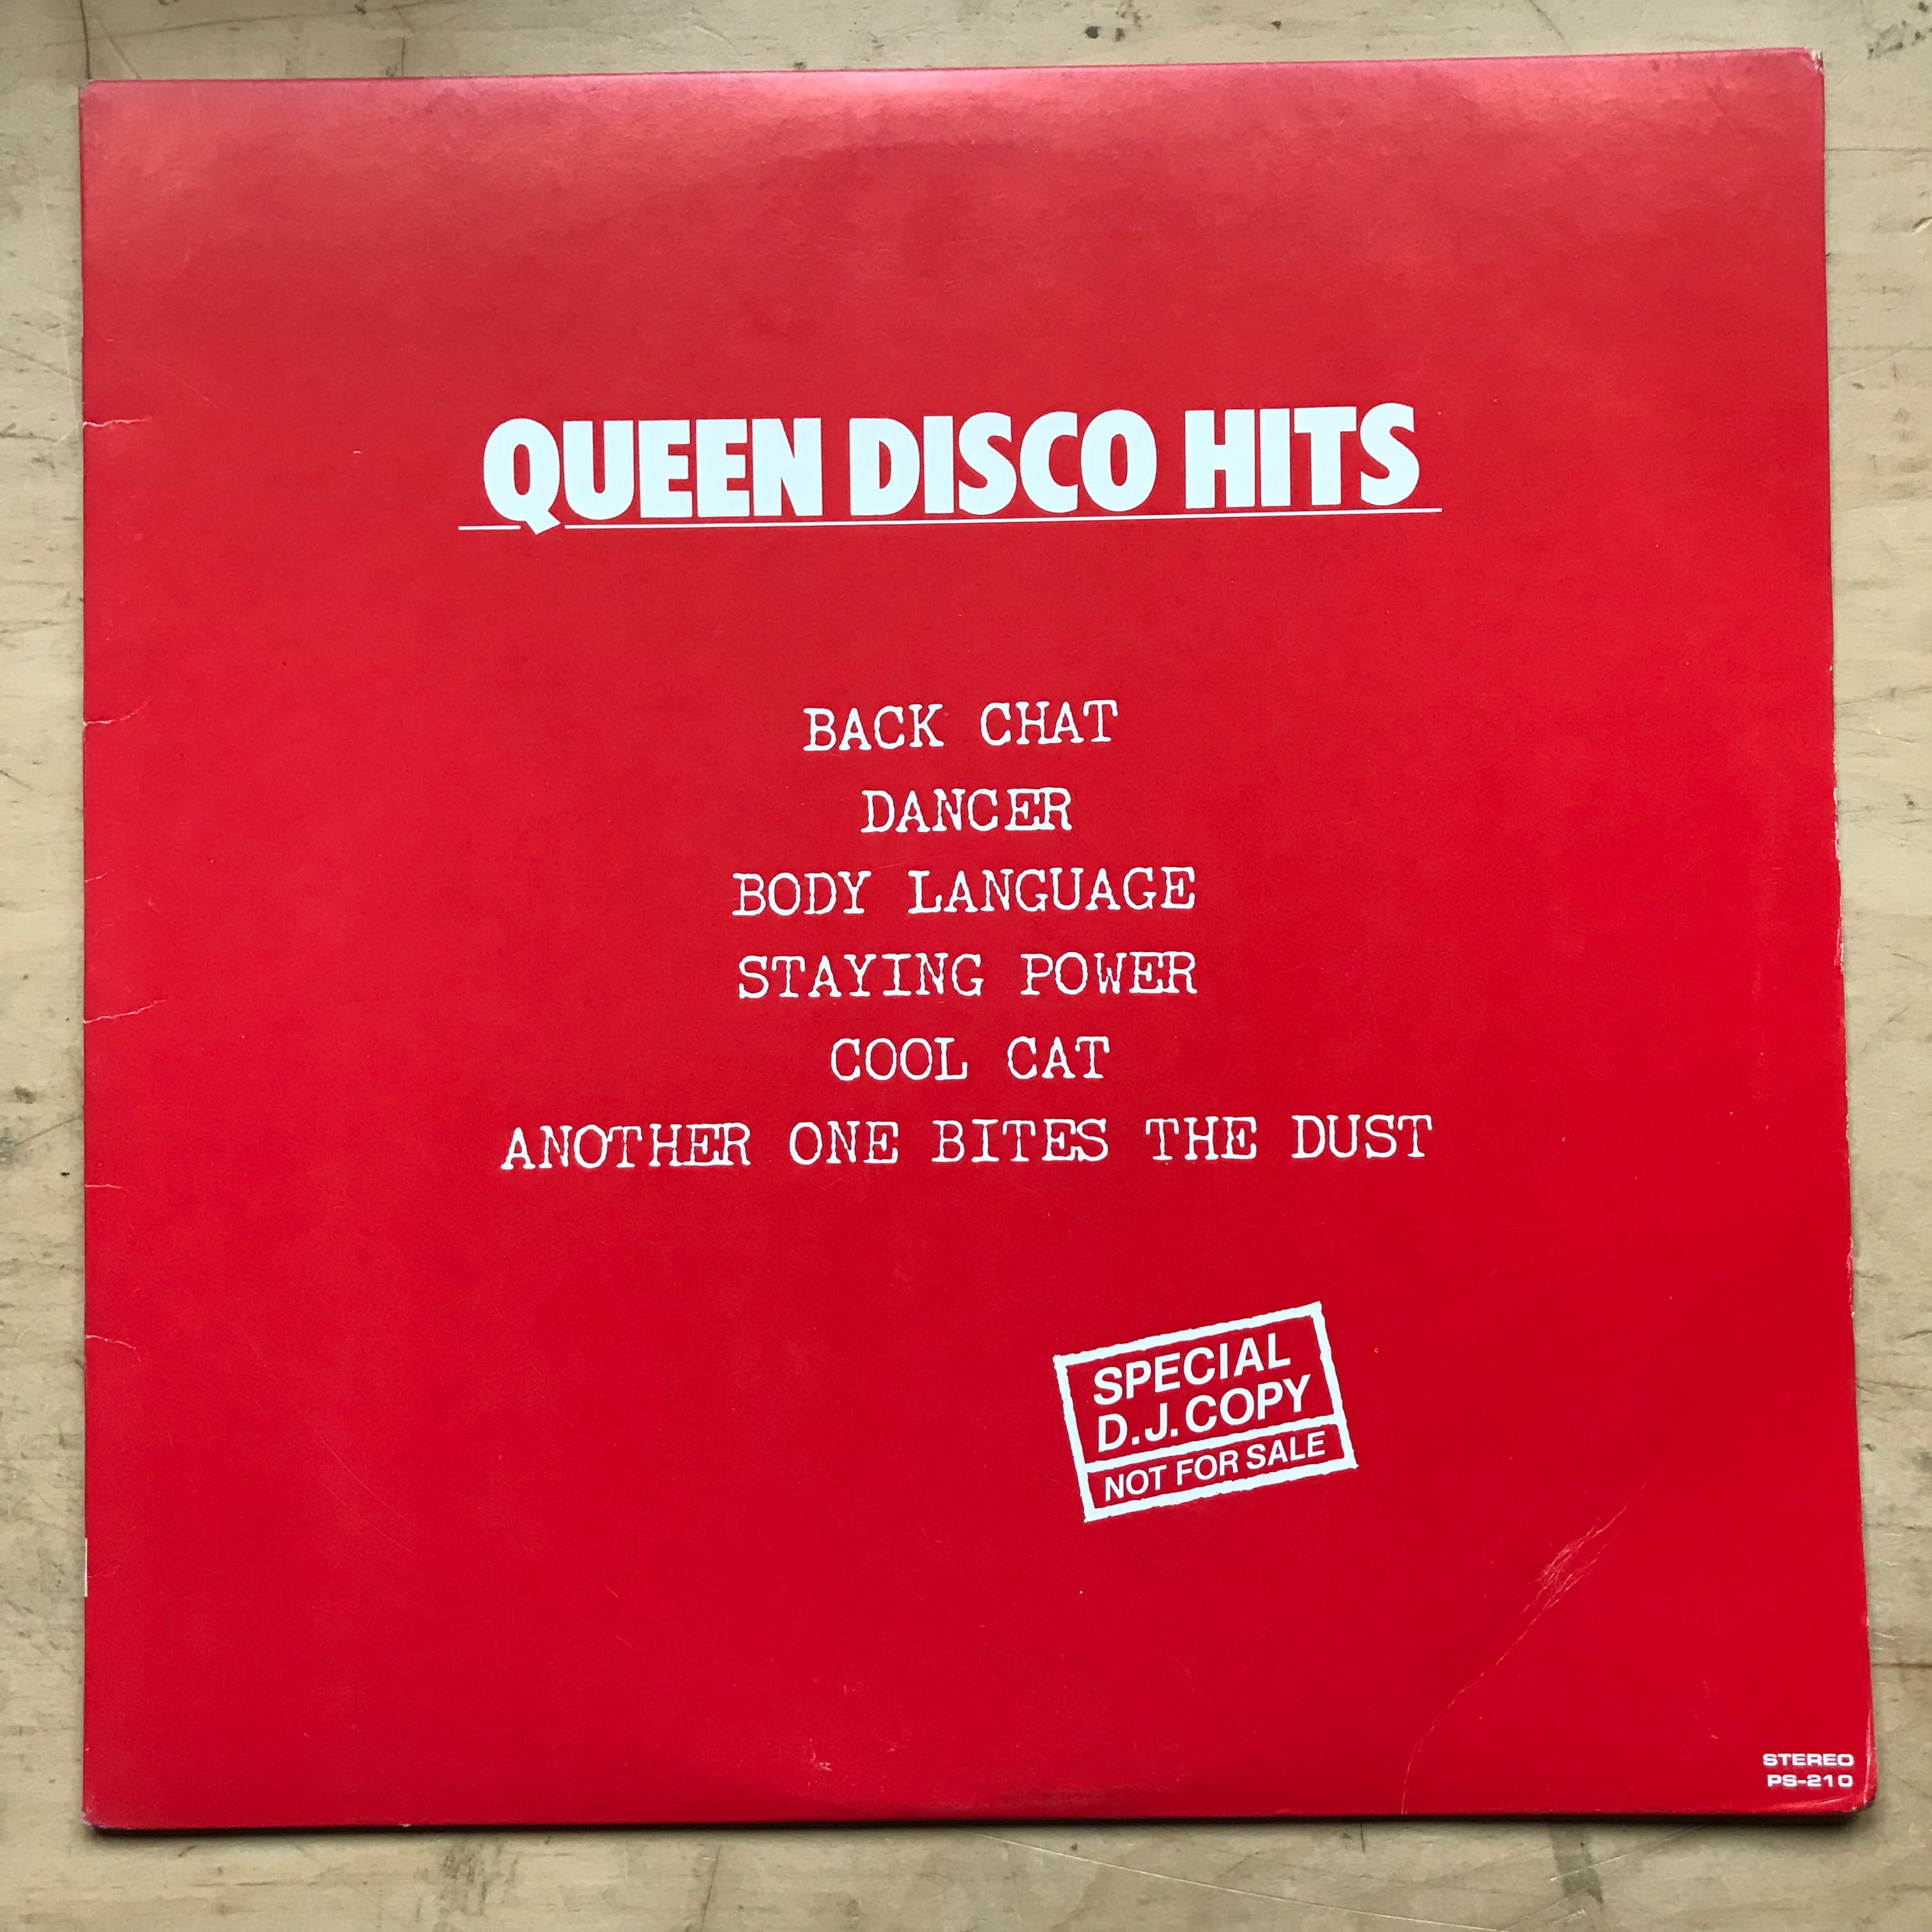 QUEEN DISCO HITS
BACK CHAT
DANCER
BODY LANGUAGE
STAYING POWER
COOL CAT
ANOTHER ONE BITES THE DUST
SPECIAL
D.J.COPY
NOT FOR SALE
STEREO
PS-210